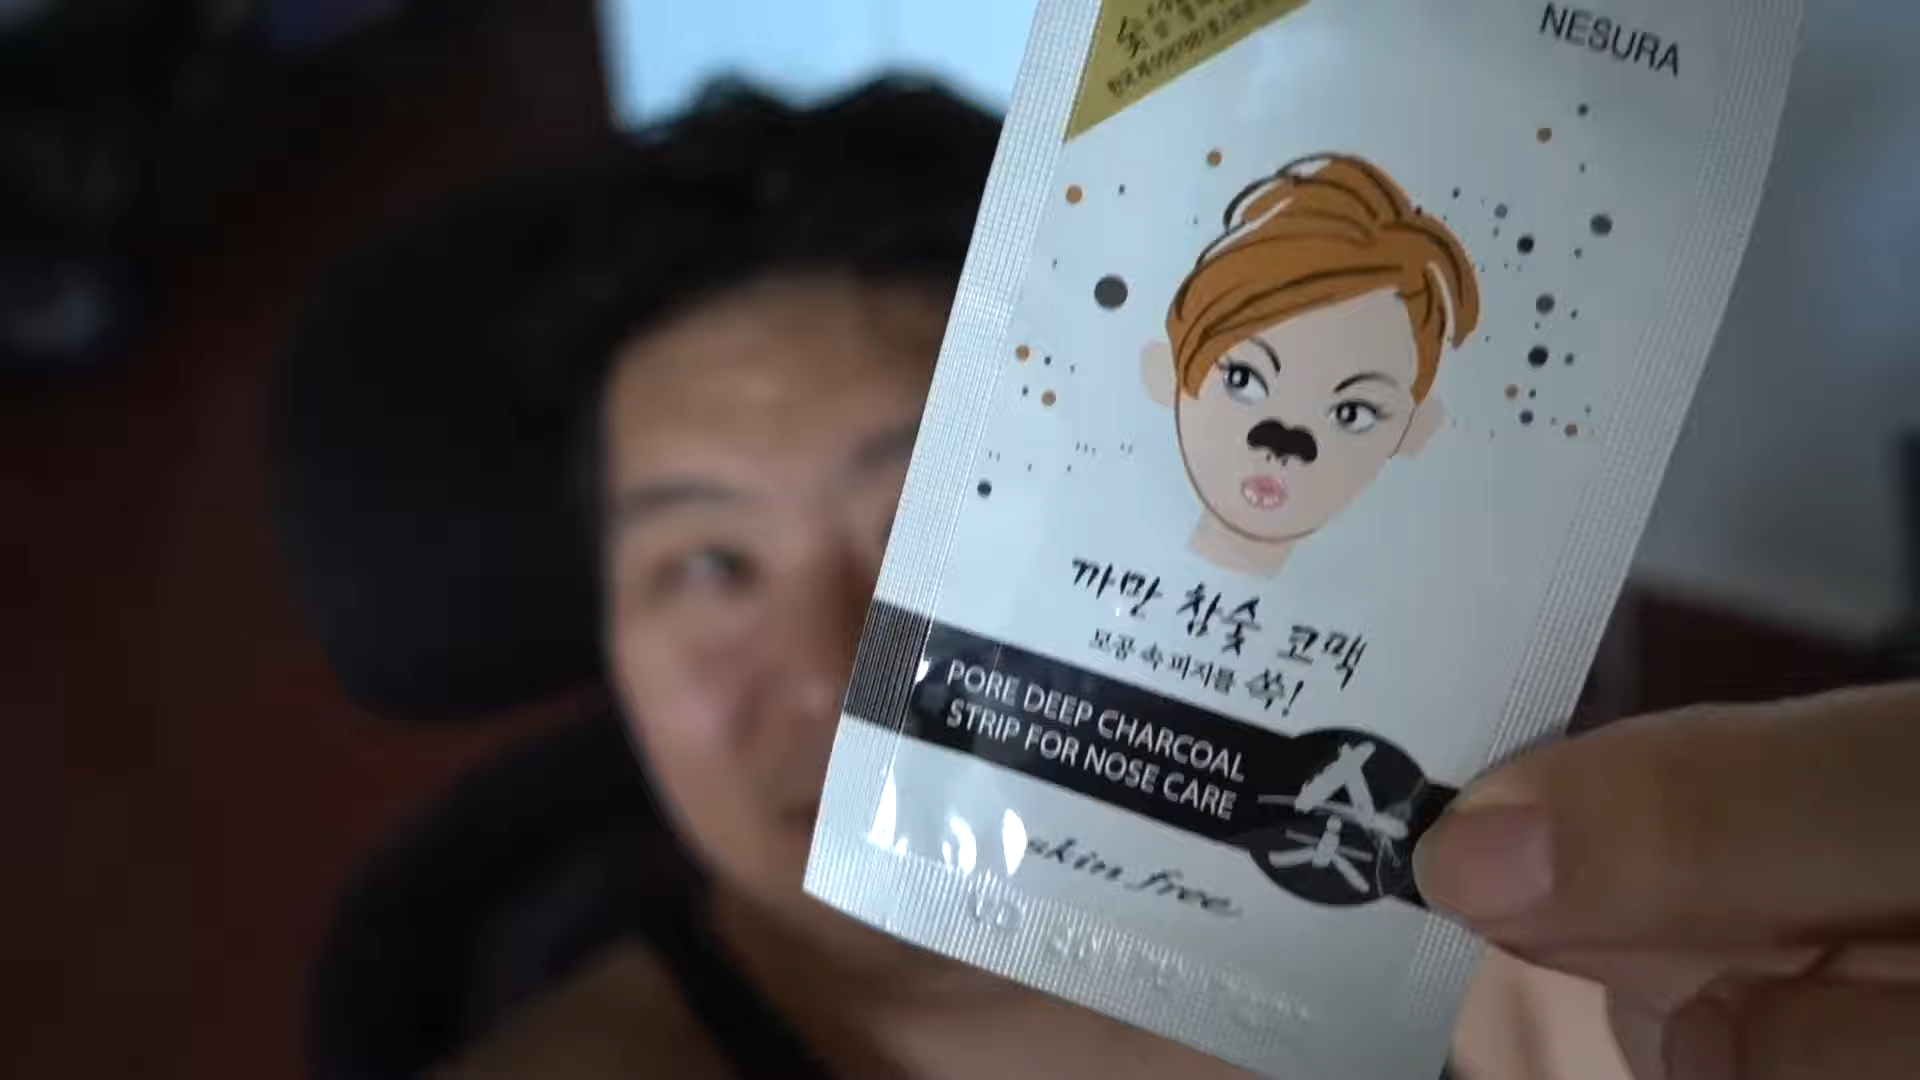 NESURA
까만 참숯 코팩
모공 속 피지를 쏙!
PORE DEEP CHARCOAL
STRIP FOR NOSE CARE
숯
skin free